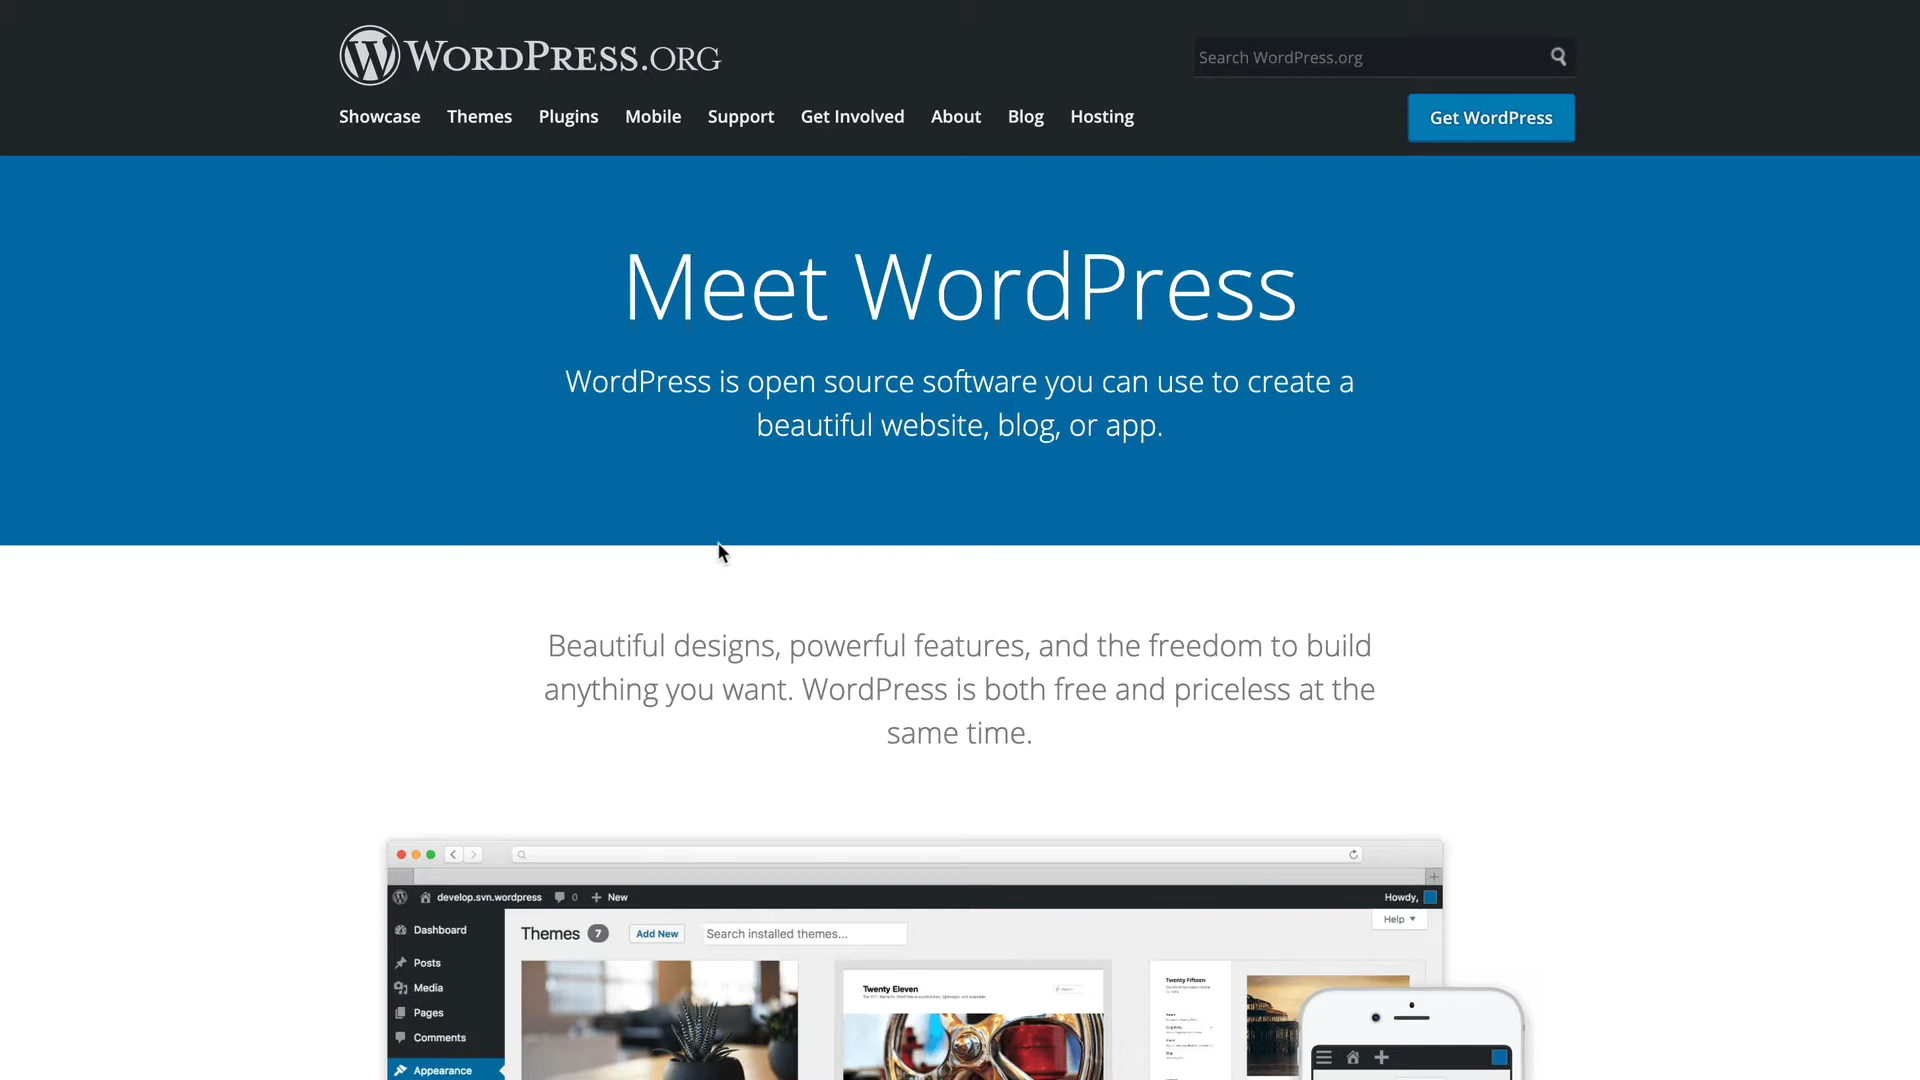 WORDPRESS.ORG
Search WordPress.org
Showcase Themes Plugins Mobile Support Get Involved About Blog Hosting
Get WordPress
Meet WordPress
WordPress is open source software you can use to create a
beautiful website, blog, or app.
Beautiful designs, powerful features, and the freedom to build
anything you want. WordPress is both free and priceless at the
same time.
develop.svn.wordpress 0 New
Howdy,
Help
Dashboard
Posts
Media
Pages
Comments
Appearance
Themes 7 Add New Search installed themes...
Twenty Eleven
Twenty Fifteen